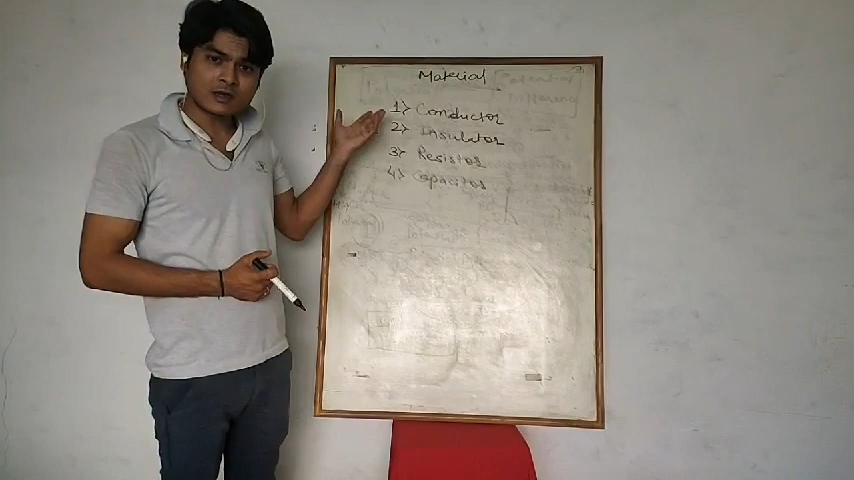 Material
1) Conductor
2) Insulator
3) Resistor
4) Capacitor